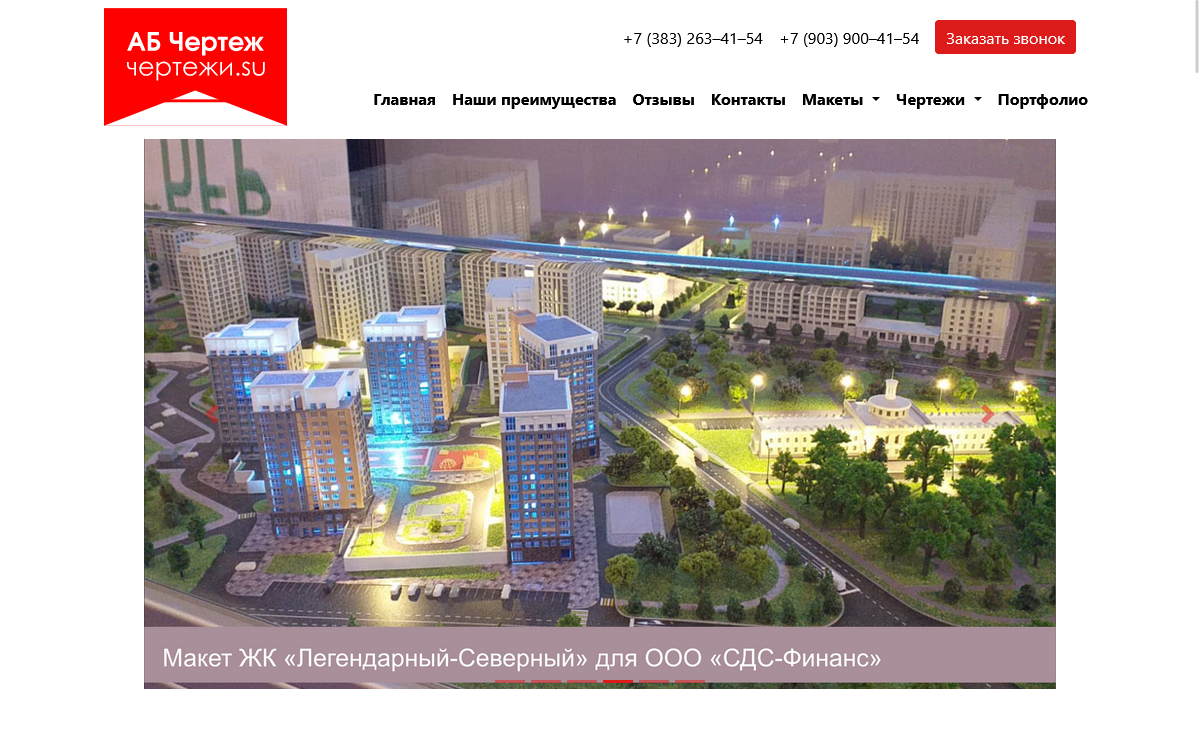 АБ Чертеж
чертежи.su
+7 (383) 263–41–54
+7 (903) 900–41–54
Заказать звонок
Главная
Наши преимущества
Отзывы
Контакты
Макеты
Чертежи
Портфолио
Макет ЖК «Легендарный-Северный» для ООО «СДС-Финанс»